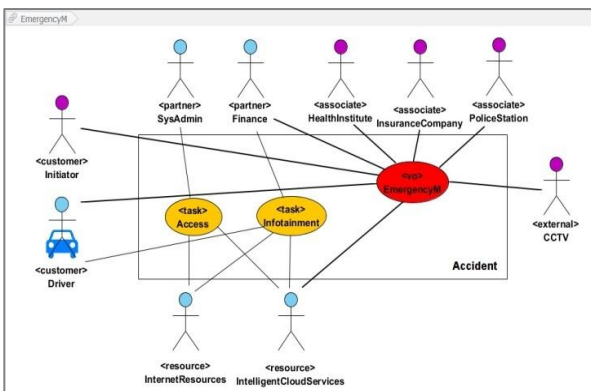 EmergencyM
<partner>
SysAdmin
<partner>
Finance
<associate>
HealthInstitute
<associate>
InsuranceCompany
<associate>
PoliceStation
<customer>
Initiator
<vo>
EmergencyM
<external>
CCTV
<task>
Access
<task>
Infotainment
<customer>
Driver
Accident
<resource>
InternetResources
<resource>
IntelligentCloudServices